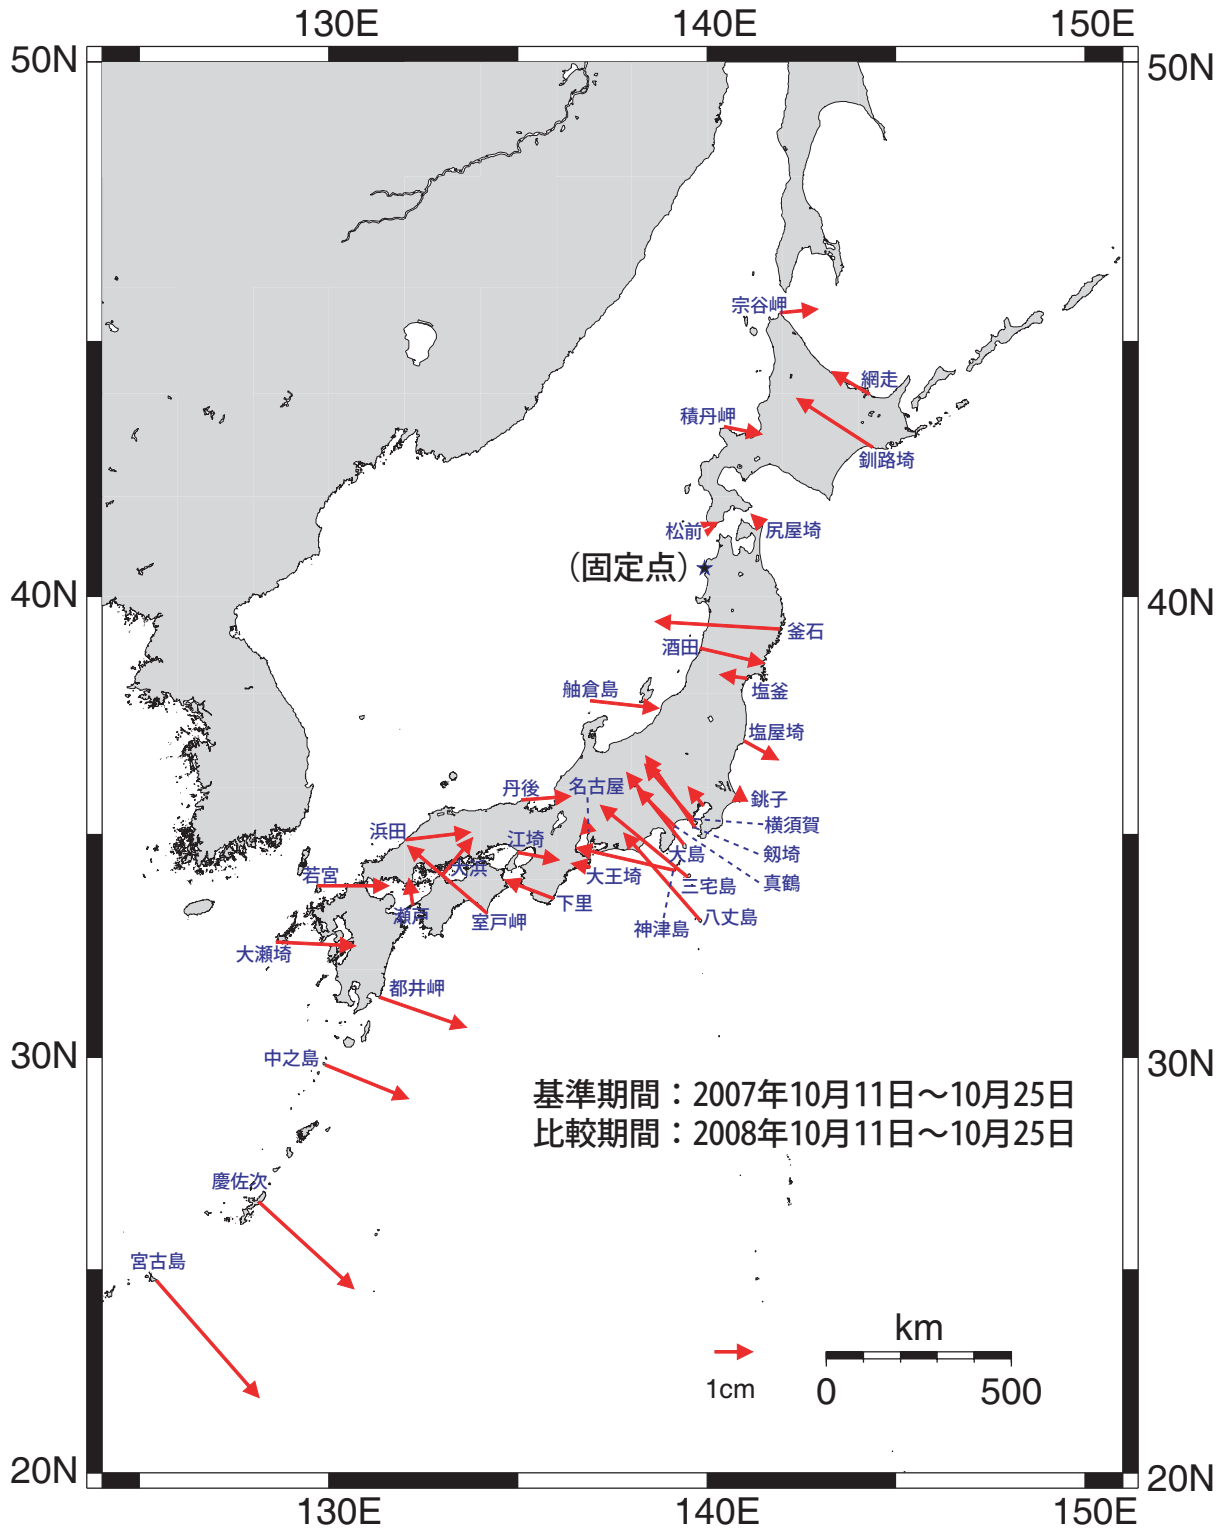 130E 140E 150E
50N 50N
宗谷岬
網走
積丹岬
釧路埼
松前 尻屋埼
（固定点）
40N 40N
釜石
酒田
舳倉島 塩釜
塩屋埼
丹後 名古屋 銚子
浜田 江埼 横須賀
大島 剱埼
若宮 大浜 大王埼 三宅島 真鶴
瀬戸 室戸岬 下里 八丈島
神津島
大瀬埼
都井岬
中之島
30N 30N
基準期間：2007年10月11日～10月25日
比較期間：2008年10月11日～10月25日
慶佐次
宮古島
km
1cm 0 500
20N 20N
130E 140E 150E